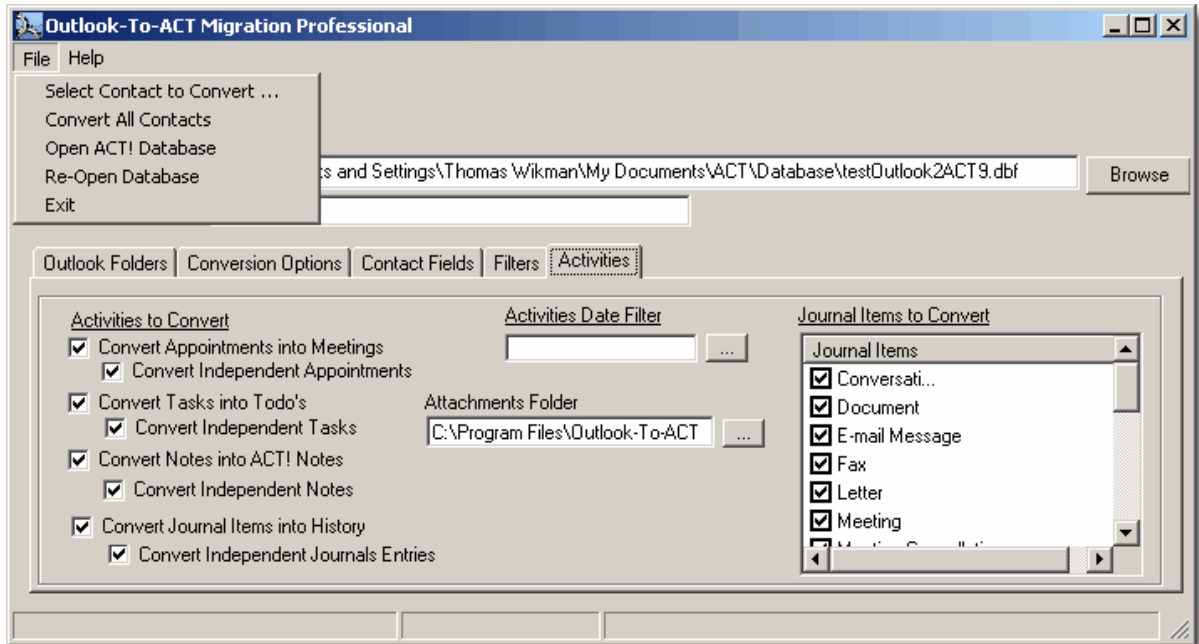 Outlook-To-ACT Migration Professional
File Help
Select Contact to Convert ...
Convert All Contacts
Open ACT! Database
Re-Open Database
Exit
ts and Settings\Thomas Wikman\My Documents\ACT\Database\testOutlook2ACT9.dbf
Browse
Outlook Folders Conversion Options Contact Fields Filters Activities
Activities to Convert
Convert Appointments into Meetings
Convert Independent Appointments
Convert Tasks into Todo's
Convert Independent Tasks
Convert Notes into ACT! Notes
Convert Independent Notes
Convert Journal Items into History
Convert Independent Journals Entries
Activities Date Filter
...
Attachments Folder
C:\Program Files\Outlook-To-ACT
...
Journal Items to Convert
Journal Items
Conversati...
Document
E-mail Message
Fax
Letter
Meeting